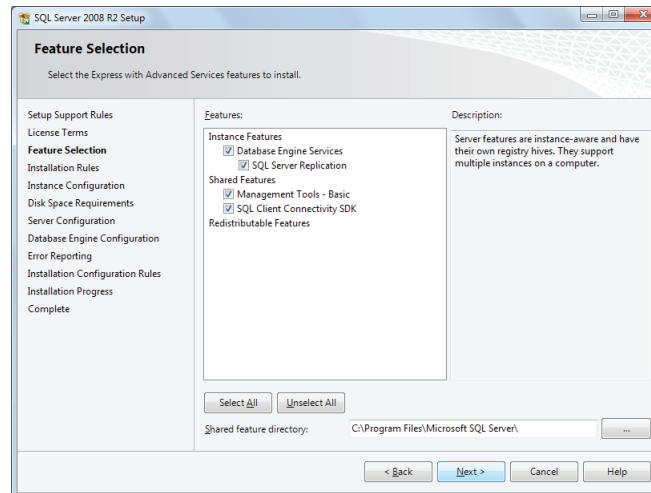 SQL Server 2008 R2 Setup
Feature Selection
Select the Express with Advanced Services features to install.
Setup Support Rules
License Terms
Feature Selection
Installation Rules
Instance Configuration
Disk Space Requirements
Server Configuration
Database Engine Configuration
Error Reporting
Installation Configuration Rules
Installation Progress
Complete
Features:
Instance Features
Database Engine Services
SQL Server Replication
Shared Features
Management Tools - Basic
SQL Client Connectivity SDK
Redistributable Features
Description:
Server features are instance-aware and have
their own registry hives. They support
multiple instances on a computer.
Select All
Unselect All
Shared feature directory:
C:\Program Files\Microsoft SQL Server\
...
< Back
Next >
Cancel
Help